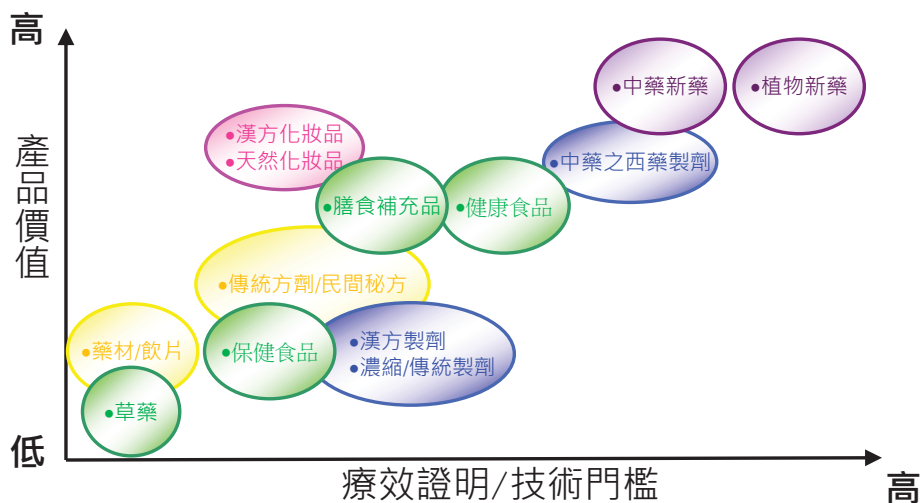 高
產品價值
低
●中藥新藥
●植物新藥
●漢方化妝品
●天然化妝品
●中藥之西藥製劑
●膳食補充品
●健康食品
●傳統方劑/民間秘方
●藥材/飲片
●保健食品
●漢方製劑
●濃縮/傳統製劑
●草藥
療效證明/技術門檻
高